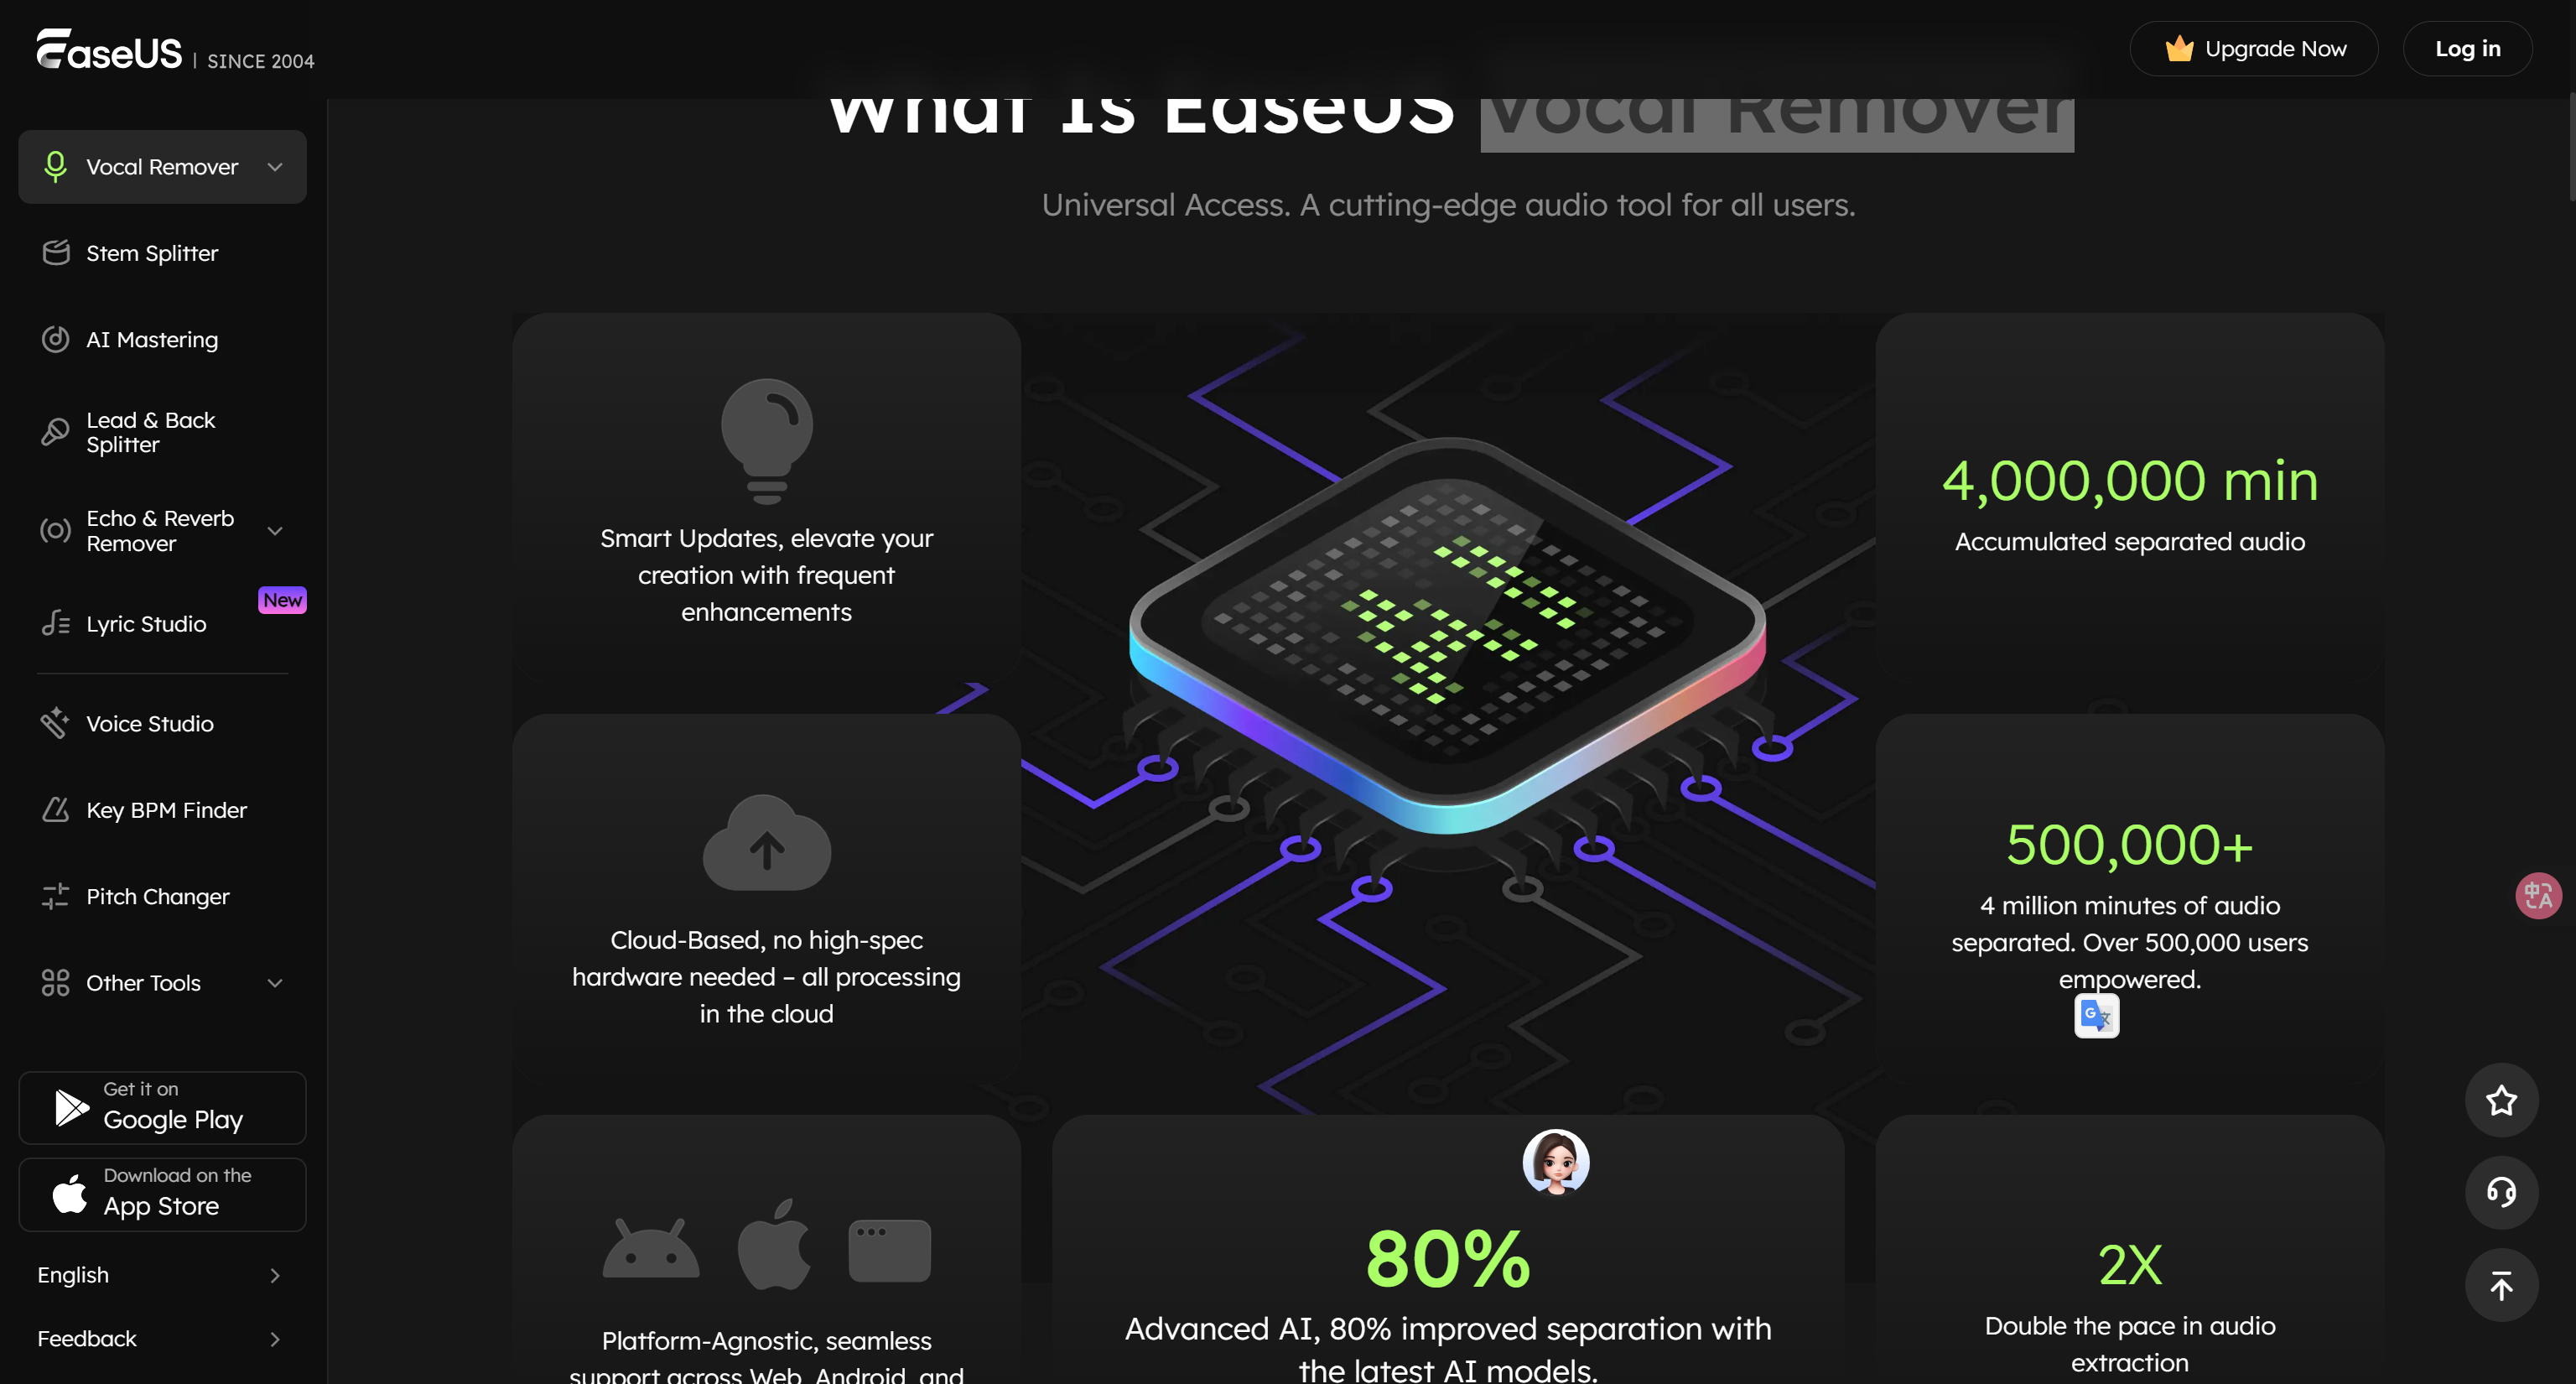 EaseUS | SINCE 2004
Upgrade Now
Log in
Vocal Remover
Stem Splitter
AI Mastering
Lead & Back
Splitter
Echo & Reverb
Remover
New
Lyric Studio
Voice Studio
Key BPM Finder
Pitch Changer
Other Tools
Get it on
Google Play
Download on the
App Store
English
Feedback
What Is EaseUS Vocal Remover
Universal Access. A cutting-edge audio tool for all users.
Smart Updates, elevate your
creation with frequent
enhancements
Cloud-Based, no high-spec
hardware needed – all processing
in the cloud
Platform-Agnostic, seamless
support across Web, Android, and
AI
80%
Advanced AI, 80% improved separation with
the latest AI models.
4,000,000 min
Accumulated separated audio
500,000+
4 million minutes of audio
separated. Over 500,000 users
empowered.
G 文
2X
Double the pace in audio
extraction
中 A